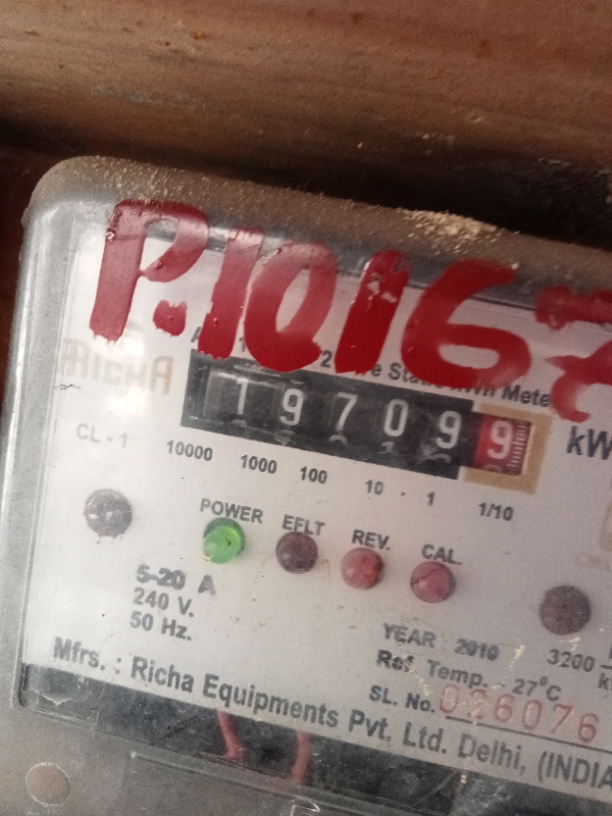 P.10167
RICHA
197099
kW
CL - 1
10000 1000 100 10 - 1 1/10
POWER EFLT REV. CAL.
5-20 A
240 V.
50 Hz.
YEAR : 2010
3200
Ref Temp. - 27°C
SL. No. 026076
Mfrs. : Richa Equipments Pvt. Ltd. Delhi, (INDIA